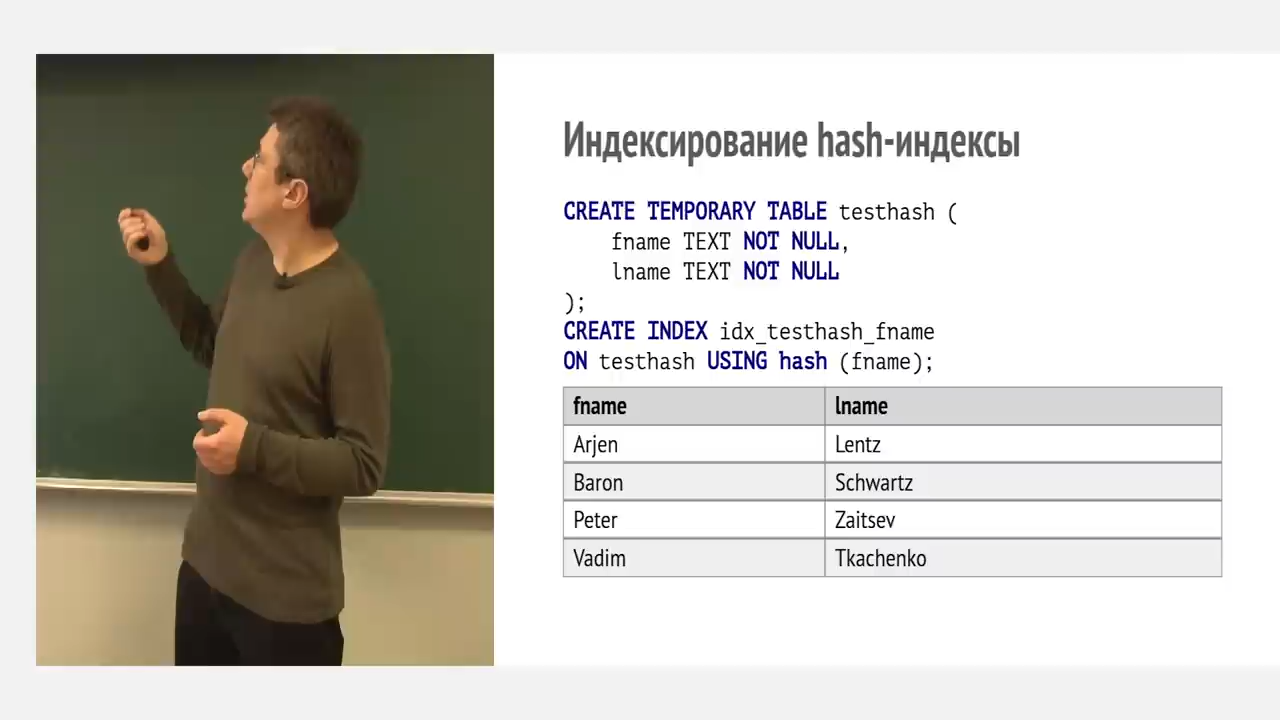 Индексирование hash-индексы
CREATE TEMPORARY TABLE testhash (
    fname TEXT NOT NULL,
    lname TEXT NOT NULL
);
CREATE INDEX idx_testhash_fname
ON testhash USING hash (fname);
fname lname
Arjen Lentz
Baron Schwartz
Peter Zaitsev
Vadim Tkachenko